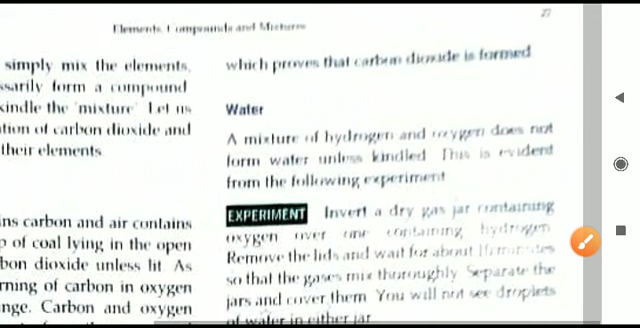 27
Elements, Compounds and Mixtures
simply mix the elements,
ssarily form a compound
kindle the 'mixture' Let us
tion of carbon dioxide and
their elements
ns carbon and air contains
p of coal lying in the open
bon dioxide unless lit As
rning of carbon in oxygen
nge. Carbon and oxygen
which proves that carbon dioxide is formed
Water
A mixture of hydrogen and oxygen does not
form water unless kindled This is evident
from the following experiment
EXPERIMENT Invert a dry gas jar containing
oxygen over one containing hydrogen
Remove the lids and wait for about minutes
so that the gases mix thoroughly Separate the
jars and cover them You will not see droplets
of water in either jar